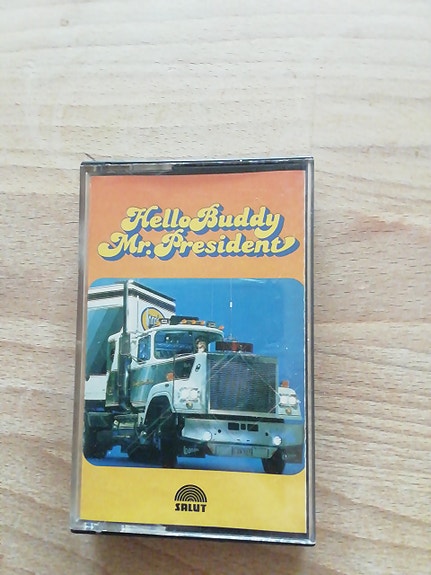 Hello Buddy
Mr. President
SALUT